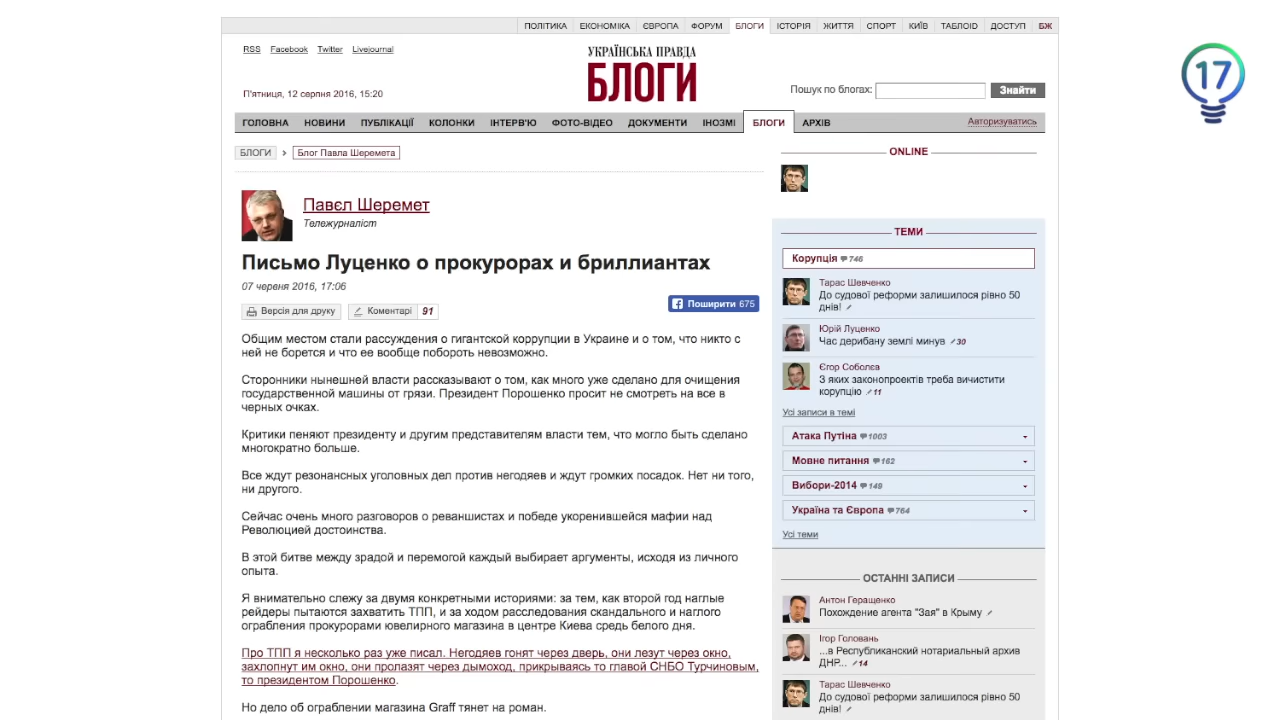 ПОЛІТИКА ЕКОНОМІКА ЄВРОПА ФОРУМ БЛОГИ ІСТОРІЯ ЖИТТЯ СПОРТ КИЇВ ТАБЛОЇД ДОСТУП БЖ
RSS Facebook Twitter Livejournal
УКРАЇНСЬКА ПРАВДА
БЛОГИ
17
П'ятниця, 12 серпня 2016, 15:20
Пошук по блогах: Знайти
ГОЛОВНА НОВИНИ ПУБЛІКАЦІЇ КОЛОНКИ ІНТЕРВ'Ю ФОТО-ВІДЕО ДОКУМЕНТИ ІНОЗМІ БЛОГИ АРХІВ Авторизуватись
БЛОГИ › Блог Павла Шеремета
Павєл Шеремет
Тележурналіст
Письмо Луценко о прокурорах и бриллиантах
07 червня 2016, 17:06
Версія для друку Коментарі 91 Поширити 675
Общим местом стали рассуждения о гигантской коррупции в Украине и о том, что никто с
ней не борется и что ее вообще побороть невозможно.
Сторонники нынешней власти рассказывают о том, как много уже сделано для очищения
государственной машины от грязи. Президент Порошенко просит не смотреть на все в
черных очках.
Критики пеняют президенту и другим представителям власти тем, что могло быть сделано
многократно больше.
Все ждут резонансных уголовных дел против негодяев и ждут громких посадок. Нет ни того,
ни другого.
Сейчас очень много разговоров о реваншистах и победе укоренившейся мафии над
Революцией достоинства.
В этой битве между зрадой и перемогой каждый выбирает аргументы, исходя из личного
опыта.
Я внимательно слежу за двумя конкретными историями: за тем, как второй год наглые
рейдеры пытаются захватить ТПП, и за ходом расследования скандального и наглого
ограбления прокурорами ювелирного магазина в центре Киева средь белого дня.
Про ТПП я несколько раз уже писал. Негодяев гонят через дверь, они лезут через окно,
захлопнут им окно, они пролазят через дымоход, прикрываясь то главой СНБО Турчиновым,
то президентом Порошенко.
Но дело об ограблении магазина Graff тянет на роман.
ONLINE
ТЕМИ
Корупція 746
Тарас Шевченко
До судової реформи залишилося рівно 50
днів!
Юрій Луценко
Час дерибану землі минув 30
Єгор Соболєв
З яких законопроектів треба вичистити
корупцію 11
Усі записи в темі
Атака Путіна 1003
Мовне питання 162
Вибори-2014 149
Україна та Європа 764
Усі теми
ОСТАННІ ЗАПИСИ
Антон Геращенко
Похождение агента "Зая" в Крыму
Ігор Головань
...в Республиканский нотариальный архив
ДНР... 14
Тарас Шевченко
До судової реформи залишилося рівно 50
днів!